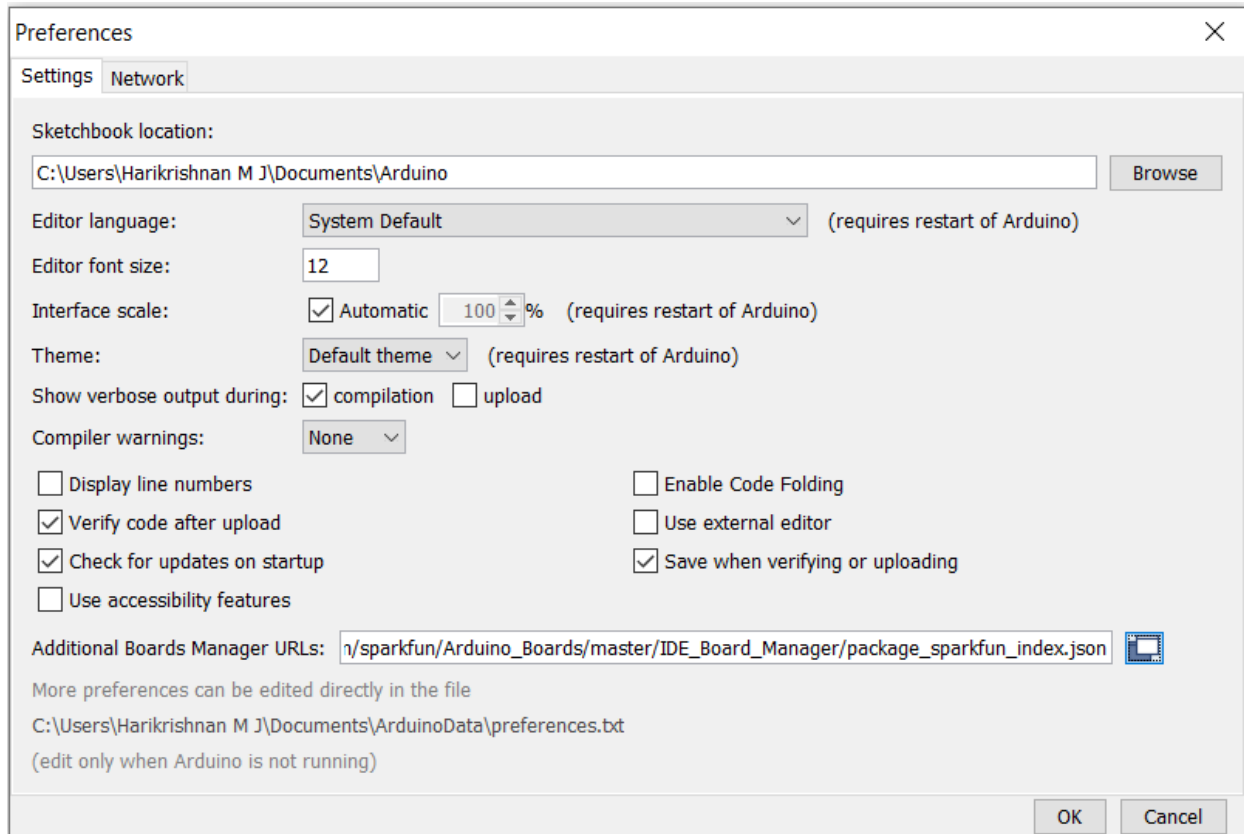 Preferences
Settings Network
Sketchbook location:
C:\Users\Harikrishnan M J\Documents\Arduino Browse
Editor language: System Default (requires restart of Arduino)
Editor font size: 12
Interface scale: Automatic 100 % (requires restart of Arduino)
Theme: Default theme (requires restart of Arduino)
Show verbose output during: compilation upload
Compiler warnings: None
Display line numbers Enable Code Folding
Verify code after upload Use external editor
Check for updates on startup Save when verifying or uploading
Use accessibility features
Additional Boards Manager URLs: /sparkfun/Arduino_Boards/master/IDE_Board_Manager/package_sparkfun_index.json
More preferences can be edited directly in the file
C:\Users\Harikrishnan M J\Documents\ArduinoData\preferences.txt
(edit only when Arduino is not running)
OK Cancel